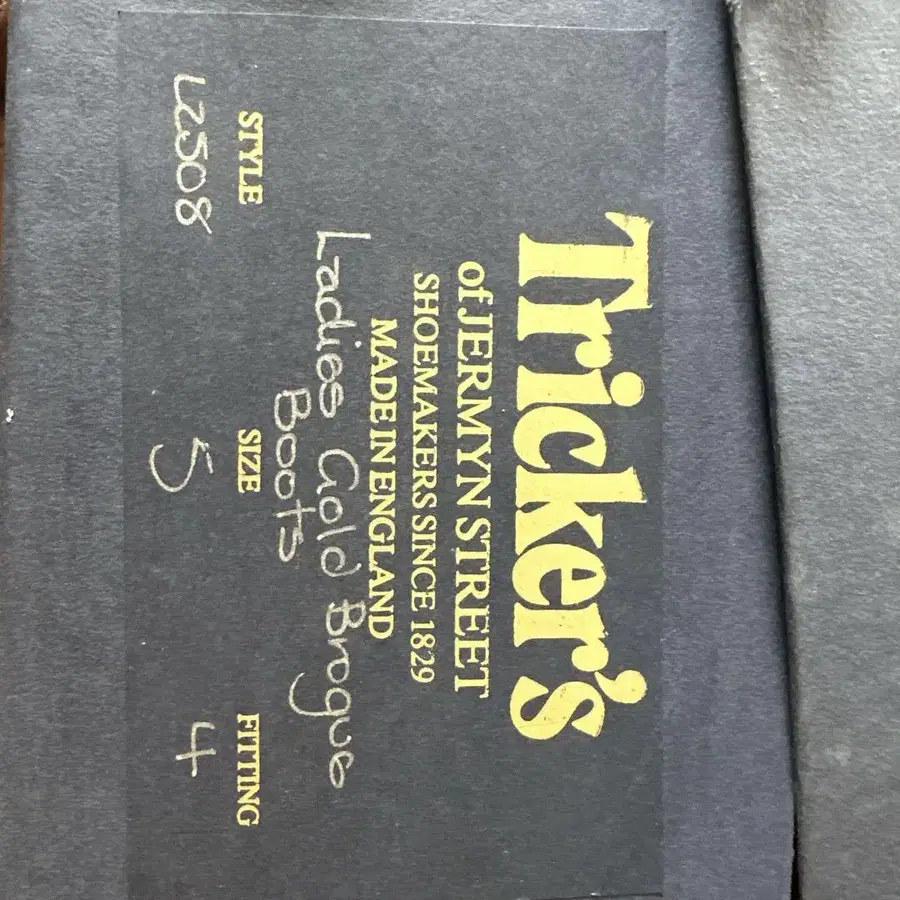 Tricker's
of JERMYN STREET
SHOEMAKERS SINCE 1829
MADE IN ENGLAND
Ladies Gold Brogue
Boots
STYLE SIZE FITTING
L2508 5 4